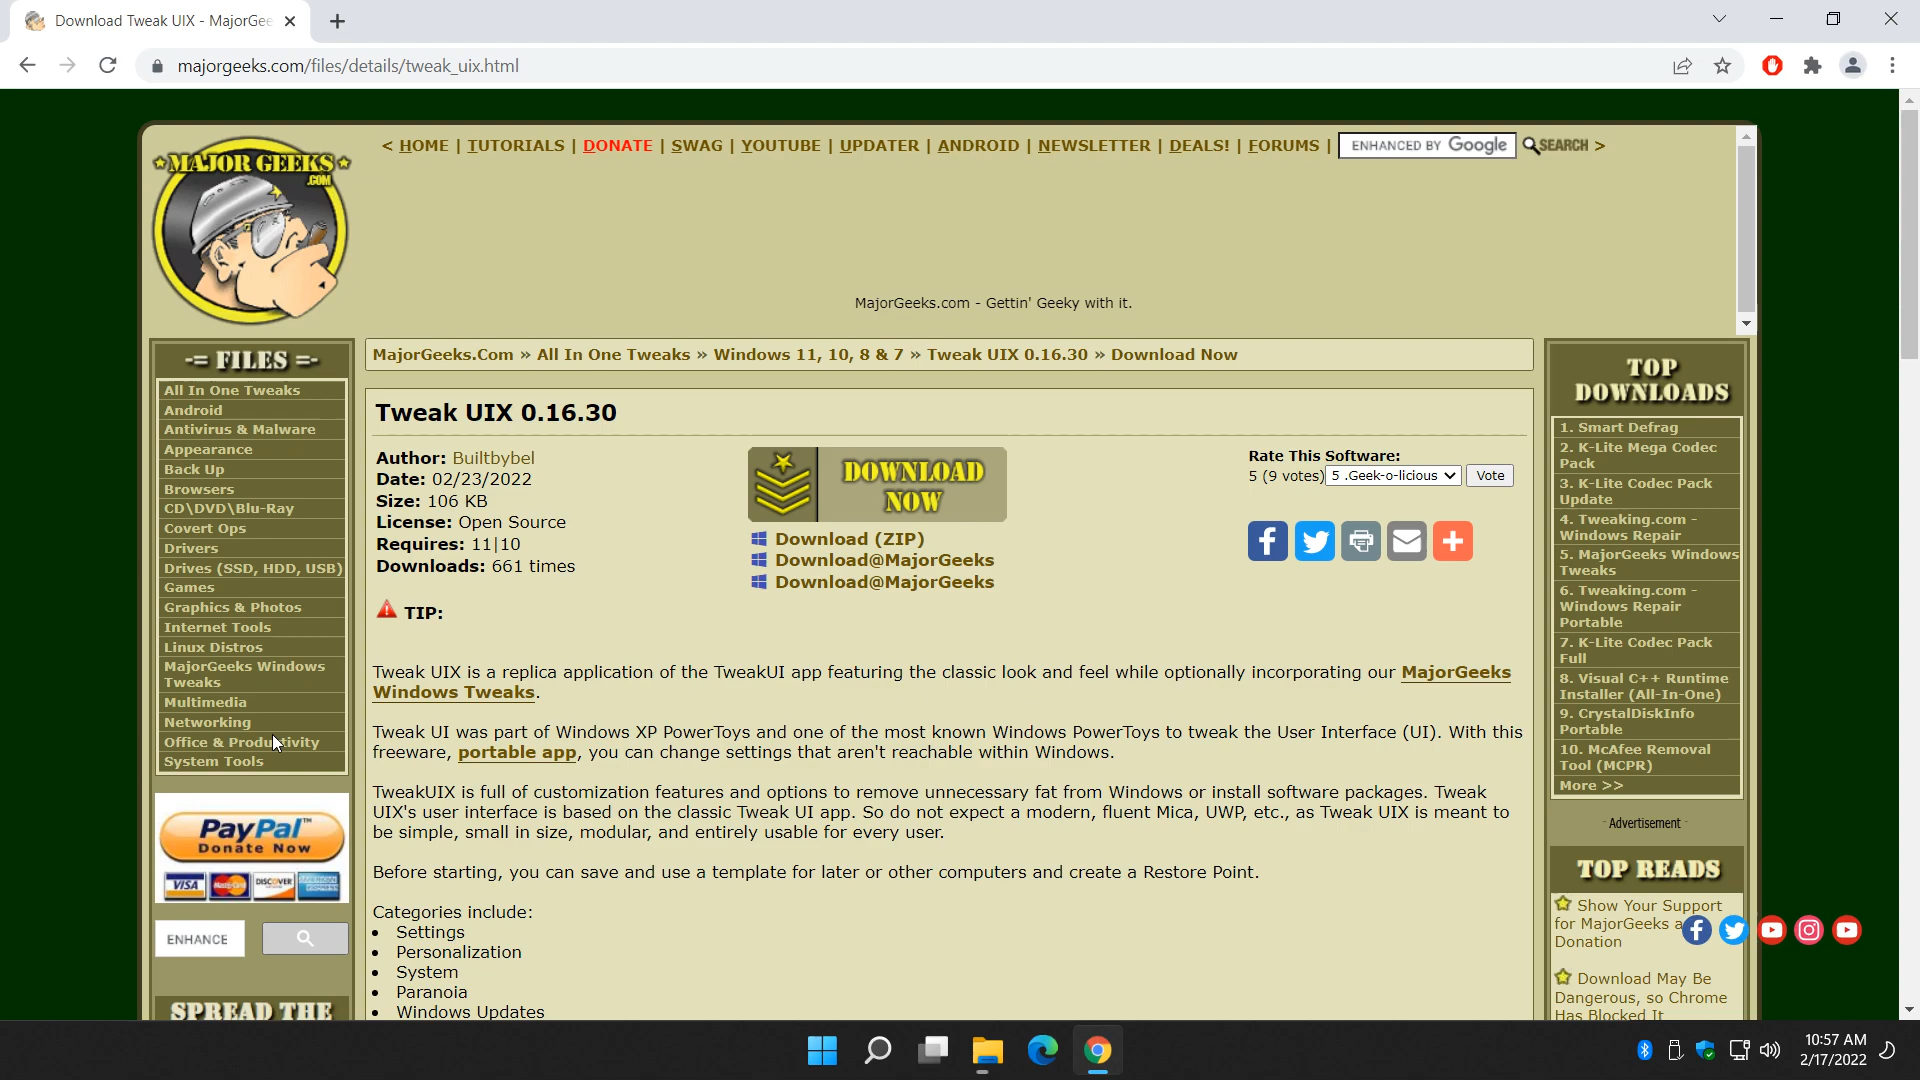 Download Tweak UIX - MajorGee
majorgeeks.com/files/details/tweak_uix.html
MAJOR GEEKS
.COM
< HOME | TUTORIALS | DONATE | SWAG | YOUTUBE | UPDATER | ANDROID | NEWSLETTER | DEALS! | FORUMS | ENHANCED BY Google SEARCH >
MajorGeeks.com - Gettin' Geeky with it.
-= FILES =-
All In One Tweaks
Android
Antivirus & Malware
Appearance
Back Up
Browsers
CD\DVD\Blu-Ray
Covert Ops
Drivers
Drives (SSD, HDD, USB)
Games
Graphics & Photos
Internet Tools
Linux Distros
MajorGeeks Windows
Tweaks
Multimedia
Networking
Office & Productivity
System Tools
PayPal™
Donate Now
VISA MasterCard DISCOVER AMERICAN EXPRESS
ENHANCE
SPREAD THE
MajorGeeks.Com » All In One Tweaks » Windows 11, 10, 8 & 7 » Tweak UIX 0.16.30 » Download Now
Tweak UIX 0.16.30
Author: Builtbybel
Date: 02/23/2022
Size: 106 KB
License: Open Source
Requires: 11|10
Downloads: 661 times
TIP:
DOWNLOAD
NOW
Download (ZIP)
Download@MajorGeeks
Download@MajorGeeks
Rate This Software:
5 (9 votes) 5 .Geek-o-licious Vote
Tweak UIX is a replica application of the TweakUI app featuring the classic look and feel while optionally incorporating our MajorGeeks
Windows Tweaks.
Tweak UI was part of Windows XP PowerToys and one of the most known Windows PowerToys to tweak the User Interface (UI). With this
freeware, portable app, you can change settings that aren't reachable within Windows.
TweakUIX is full of customization features and options to remove unnecessary fat from Windows or install software packages. Tweak
UIX's user interface is based on the classic Tweak UI app. So do not expect a modern, fluent Mica, UWP, etc., as Tweak UIX is meant to
be simple, small in size, modular, and entirely usable for every user.
Before starting, you can save and use a template for later or other computers and create a Restore Point.
Categories include:
• Settings
• Personalization
• System
• Paranoia
• Windows Updates
TOP
DOWNLOADS
1. Smart Defrag
2. K-Lite Mega Codec
Pack
3. K-Lite Codec Pack
Update
4. Tweaking.com -
Windows Repair
5. MajorGeeks Windows
Tweaks
6. Tweaking.com -
Windows Repair
Portable
7. K-Lite Codec Pack
Full
8. Visual C++ Runtime
Installer (All-In-One)
9. CrystalDiskInfo
Portable
10. McAfee Removal
Tool (MCPR)
More >>
- Advertisement -
TOP READS
Show Your Support
for MajorGeeks a
Donation
Download May Be
Dangerous, so Chrome
Has Blocked It
10:57 AM
2/17/2022